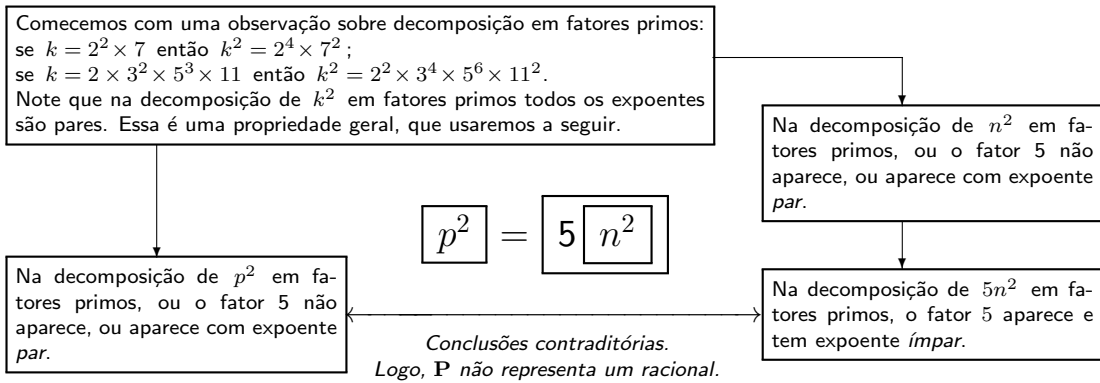 Comecemos com uma observação sobre decomposição em fatores primos:
se k = 2² × 7 então k² = 2⁴ × 7² ;
se k = 2 × 3² × 5³ × 11 então k² = 2² × 3⁴ × 5⁶ × 11².
Note que na decomposição de k² em fatores primos todos os expoentes
são pares. Essa é uma propriedade geral, que usaremos a seguir.
Na decomposição de n² em fa-
tores primos, ou o fator 5 não
aparece, ou aparece com expoente
par.
p² = 5 n²
Na decomposição de p² em fa-
tores primos, ou o fator 5 não
aparece, ou aparece com expoente
par.
Na decomposição de 5n² em fa-
tores primos, o fator 5 aparece e
tem expoente ímpar.
Conclusões contraditórias.
Logo, P não representa um racional.